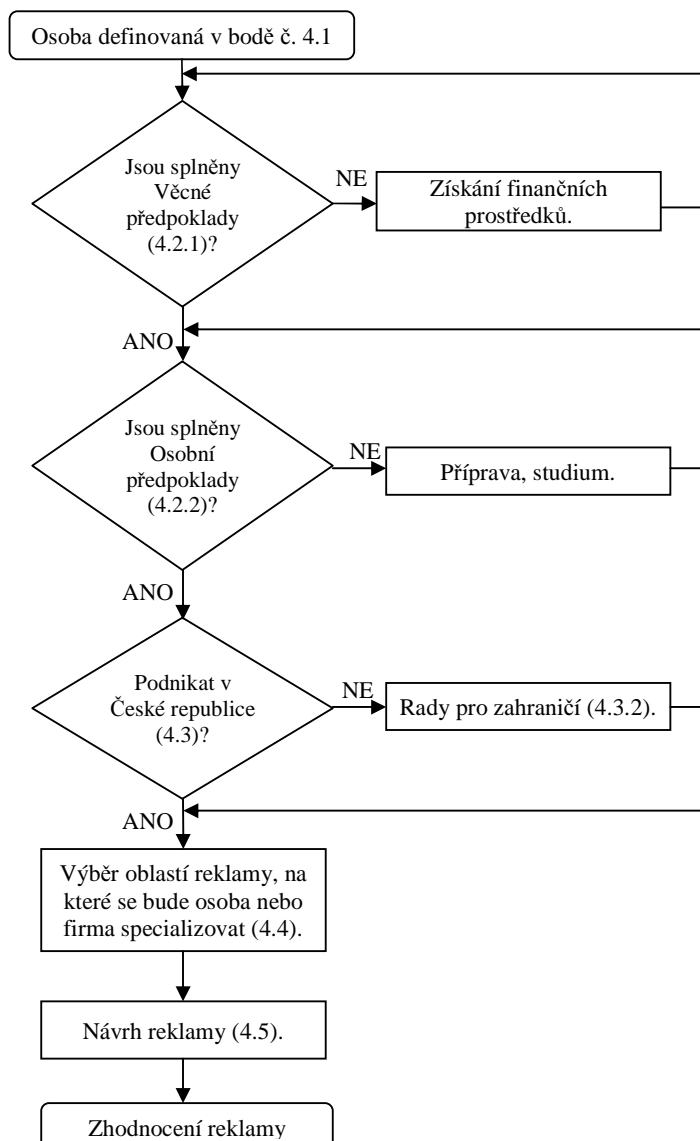 Osoba definovaná v bodě č. 4.1
Jsou splněny
Věcné
předpoklady
(4.2.1)?
NE
Získání finančních
prostředků.
ANO
Jsou splněny
Osobní
předpoklady
(4.2.2)?
NE
Příprava, studium.
ANO
Podnikat v
České republice
(4.3)?
NE
Rady pro zahraničí (4.3.2).
ANO
Výběr oblastí reklamy, na
které se bude osoba nebo
firma specializovat (4.4).
Návrh reklamy (4.5).
Zhodnocení reklamy